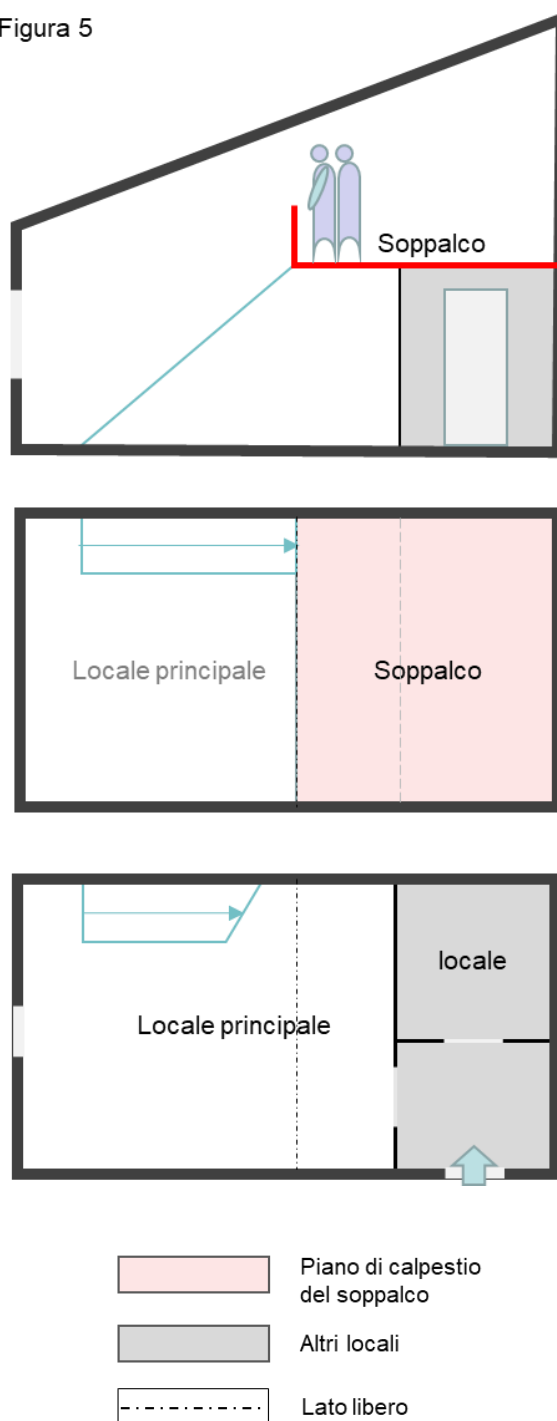 Figura 5
Soppalco
Locale principale
Soppalco
locale
Locale principale
Piano di calpestio
del soppalco
Altri locali
Lato libero